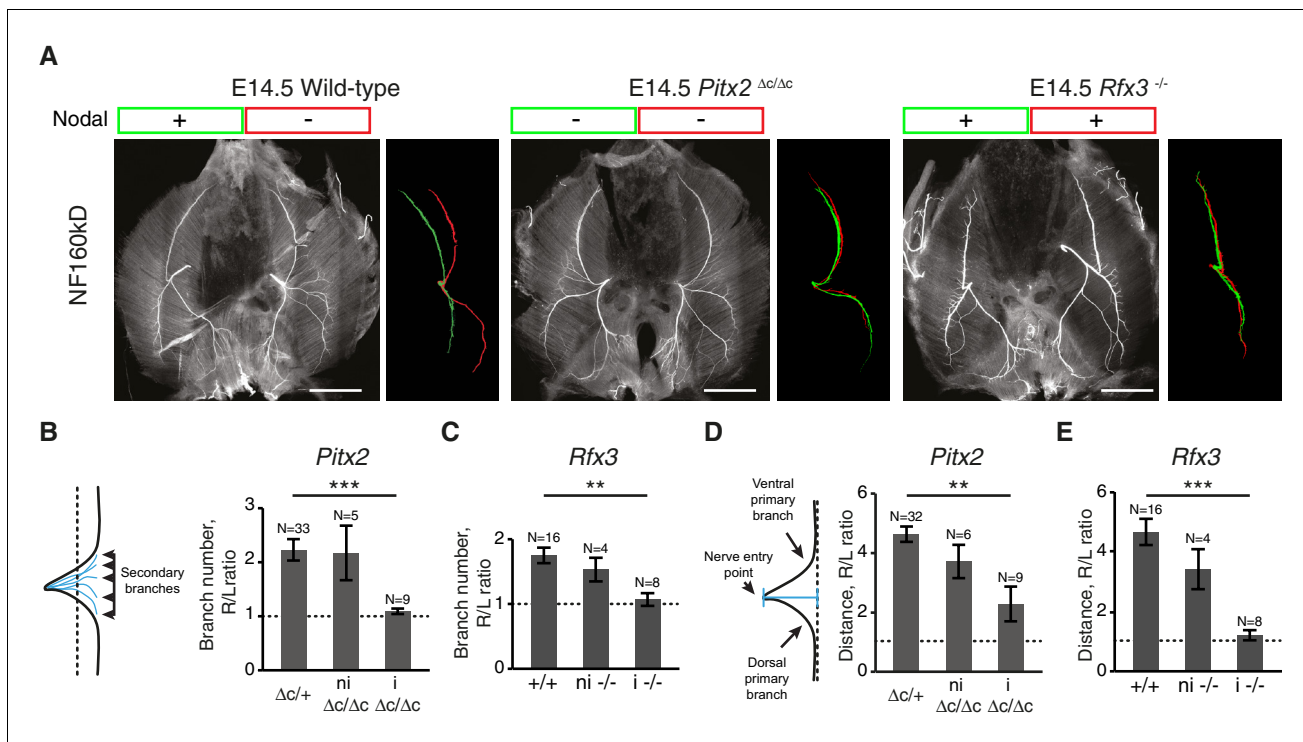 A
E14.5 Wild-type
E14.5 Pitx2 Δc/Δc
E14.5 Rfx3 -/-
Nodal
+
-
-
-
+
+
NF160kD
B
Secondary
branches
Pitx2
***
Branch number,
R/Lratio
3
2
1
0
N=33
N=5
N=9
Δc/+
ni
Δc/Δc
i
Δc/Δc
C
Rfx3
**
Branch number,
R/L ratio
2
1
0
N=16
N=4
N=8
+/+
ni -/-
i -/-
D
Ventral
primary
branch
Nerve entry
point
Dorsal
primary
branch
Pitx2
**
Distance, R/L ratio
6
4
2
0
N=32
N=6
N=9
Δc/+
ni
Δc/Δc
i
Δc/Δc
E
Rfx3
***
Distance, R/L ratio
6
4
2
0
N=16
N=4
N=8
+/+
ni -/-
i -/-